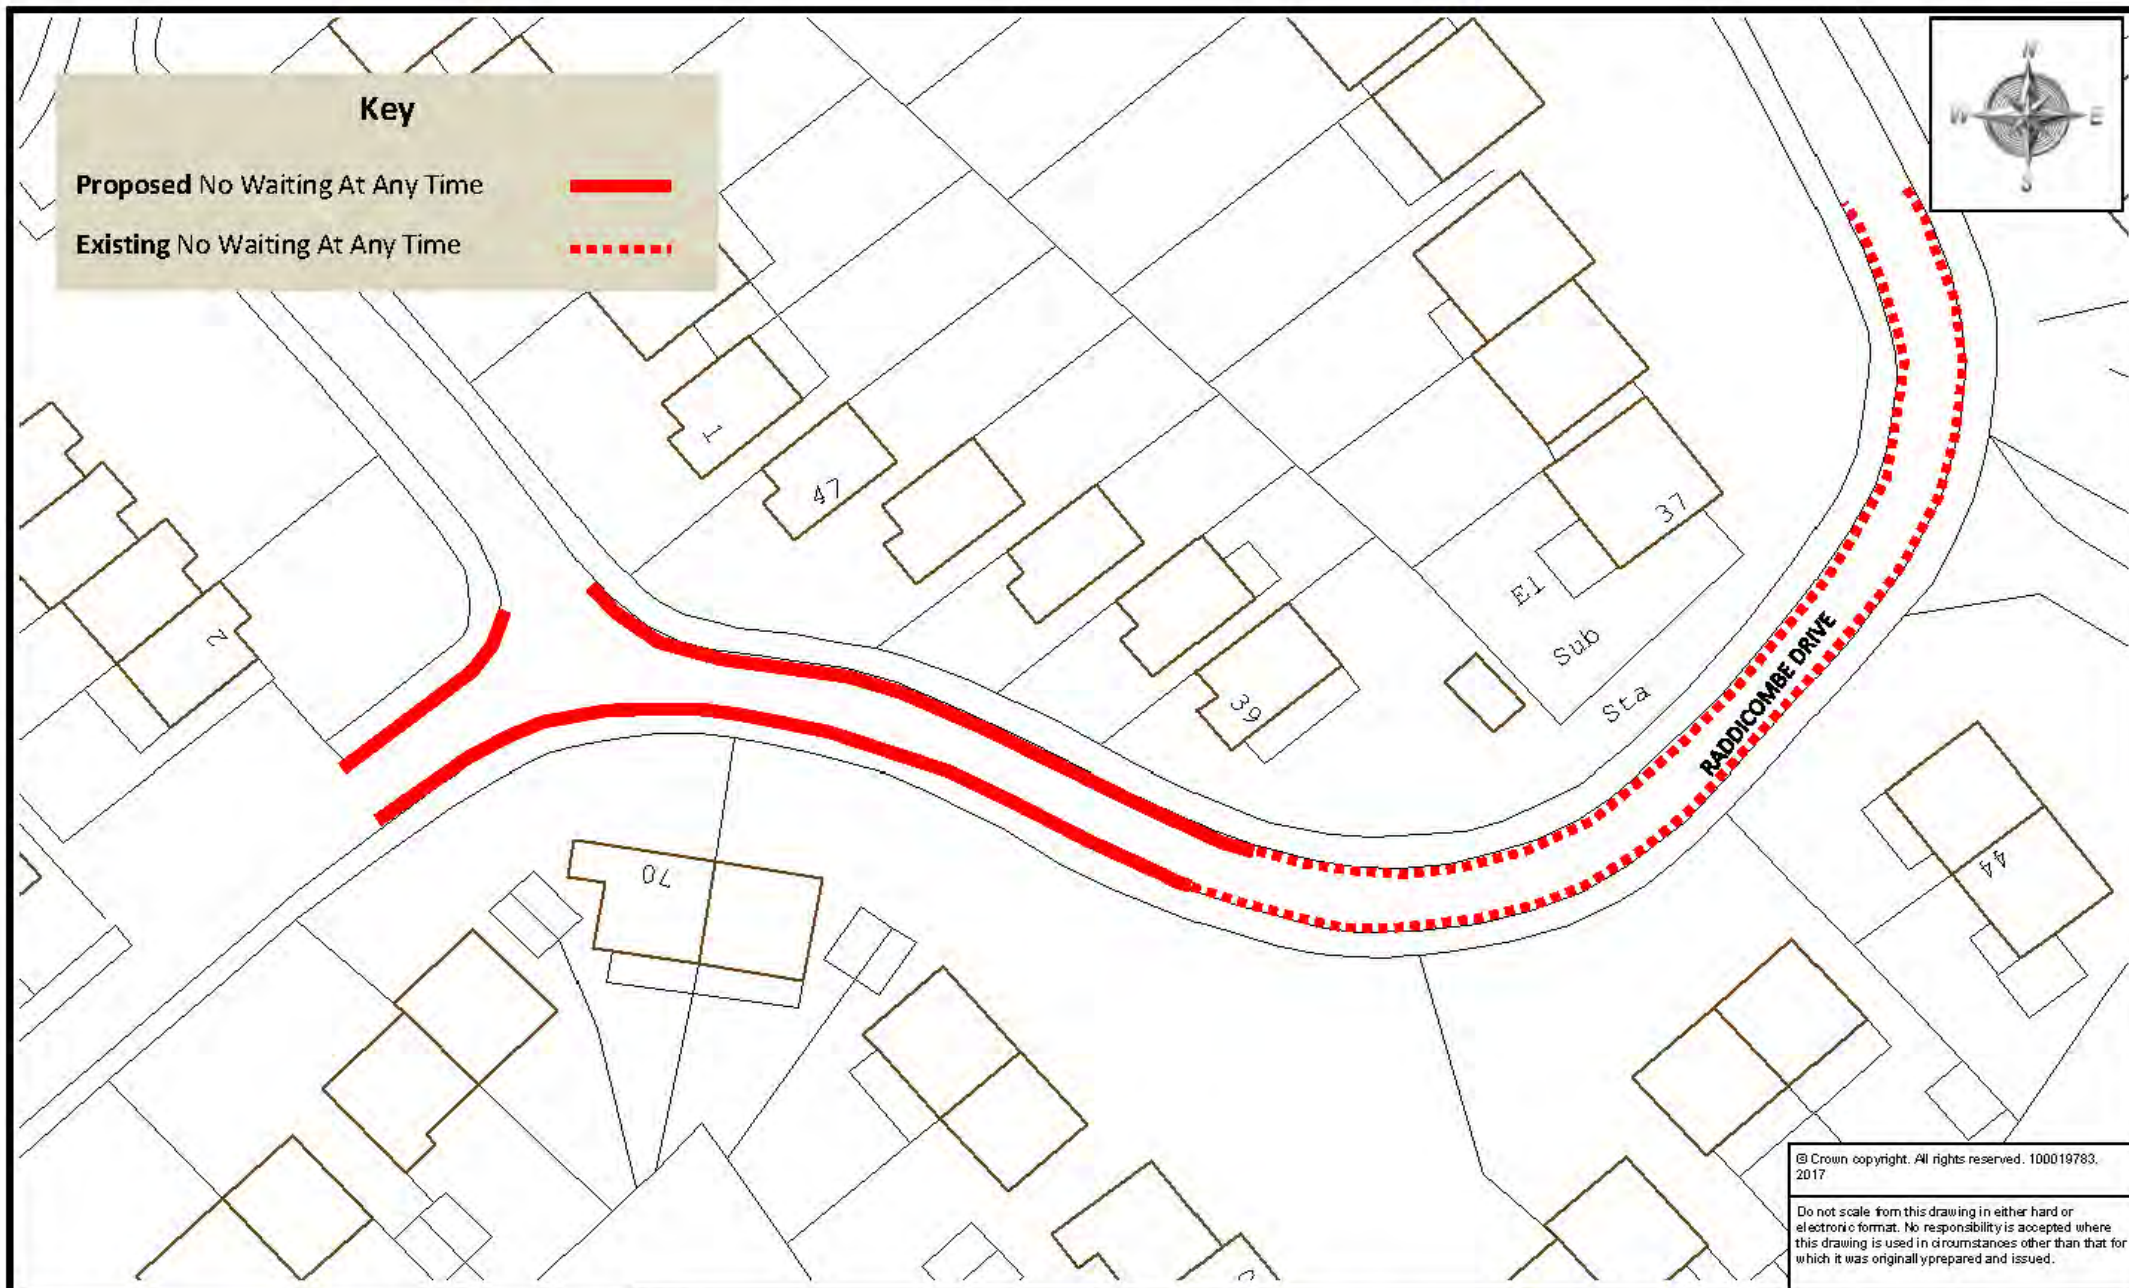 Key
Proposed No Waiting At Any Time
Existing No Waiting At Any Time
N
W E
S
1
47
37
El
Sub
Sta
2
39
RADDICOMBE DRIVE
70
44
© Crown copyright. All rights reserved. 100019783.
2017
Do not scale from this drawing in either hard or
electronic format. No responsibility is accepted where
this drawing is used in circumstances other than that for
which it was originally prepared and issued.